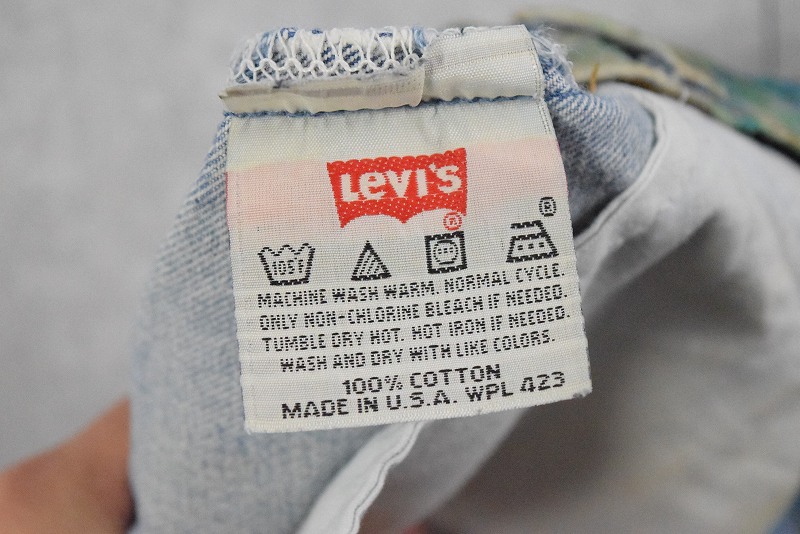 Levi's
®
®
105°F
MACHINE WASH WARM. NORMAL CYCLE.
ONLY NON-CHLORINE BLEACH IF NEEDED.
TUMBLE DRY HOT. HOT IRON IF NEEDED.
WASH AND DRY WITH LIKE COLORS.
100% COTTON
MADE IN U.S.A. WPL 423